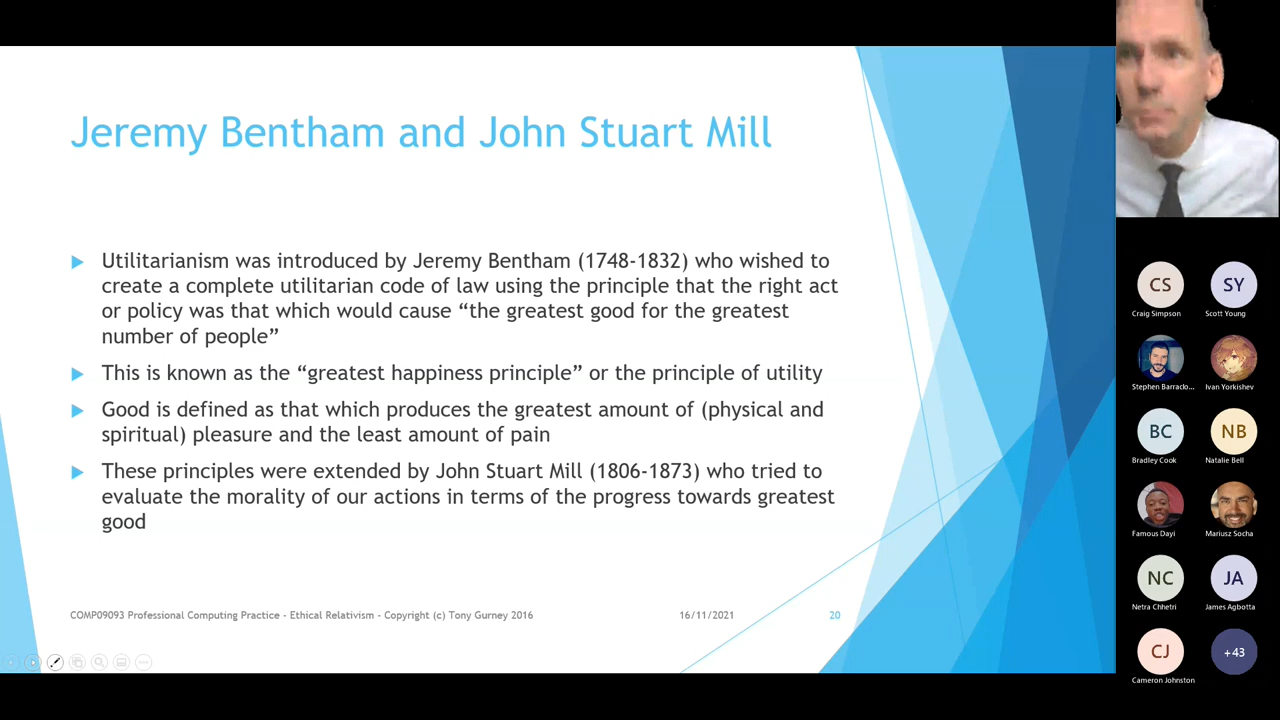 Jeremy Bentham and John Stuart Mill
Utilitarianism was introduced by Jeremy Bentham (1748-1832) who wished to
create a complete utilitarian code of law using the principle that the right act
or policy was that which would cause “the greatest good for the greatest
number of people”
This is known as the “greatest happiness principle” or the principle of utility
Good is defined as that which produces the greatest amount of (physical and
spiritual) pleasure and the least amount of pain
These principles were extended by John Stuart Mill (1806-1873) who tried to
evaluate the morality of our actions in terms of the progress towards greatest
good
COMP09093 Professional Computing Practice - Ethical Relativism - Copyright (c) Tony Gurney 2016
16/11/2021
20
CS
SY
Craig Simpson
Scott Young
Stephen Barraclo...
Ivan Yorkishev
BC
NB
Bradley Cook
Natalie Bell
Famous Dayi
Mariusz Socha
NC
JA
Netra Chhetri
James Agbotta
CJ
+43
Cameron Johnston